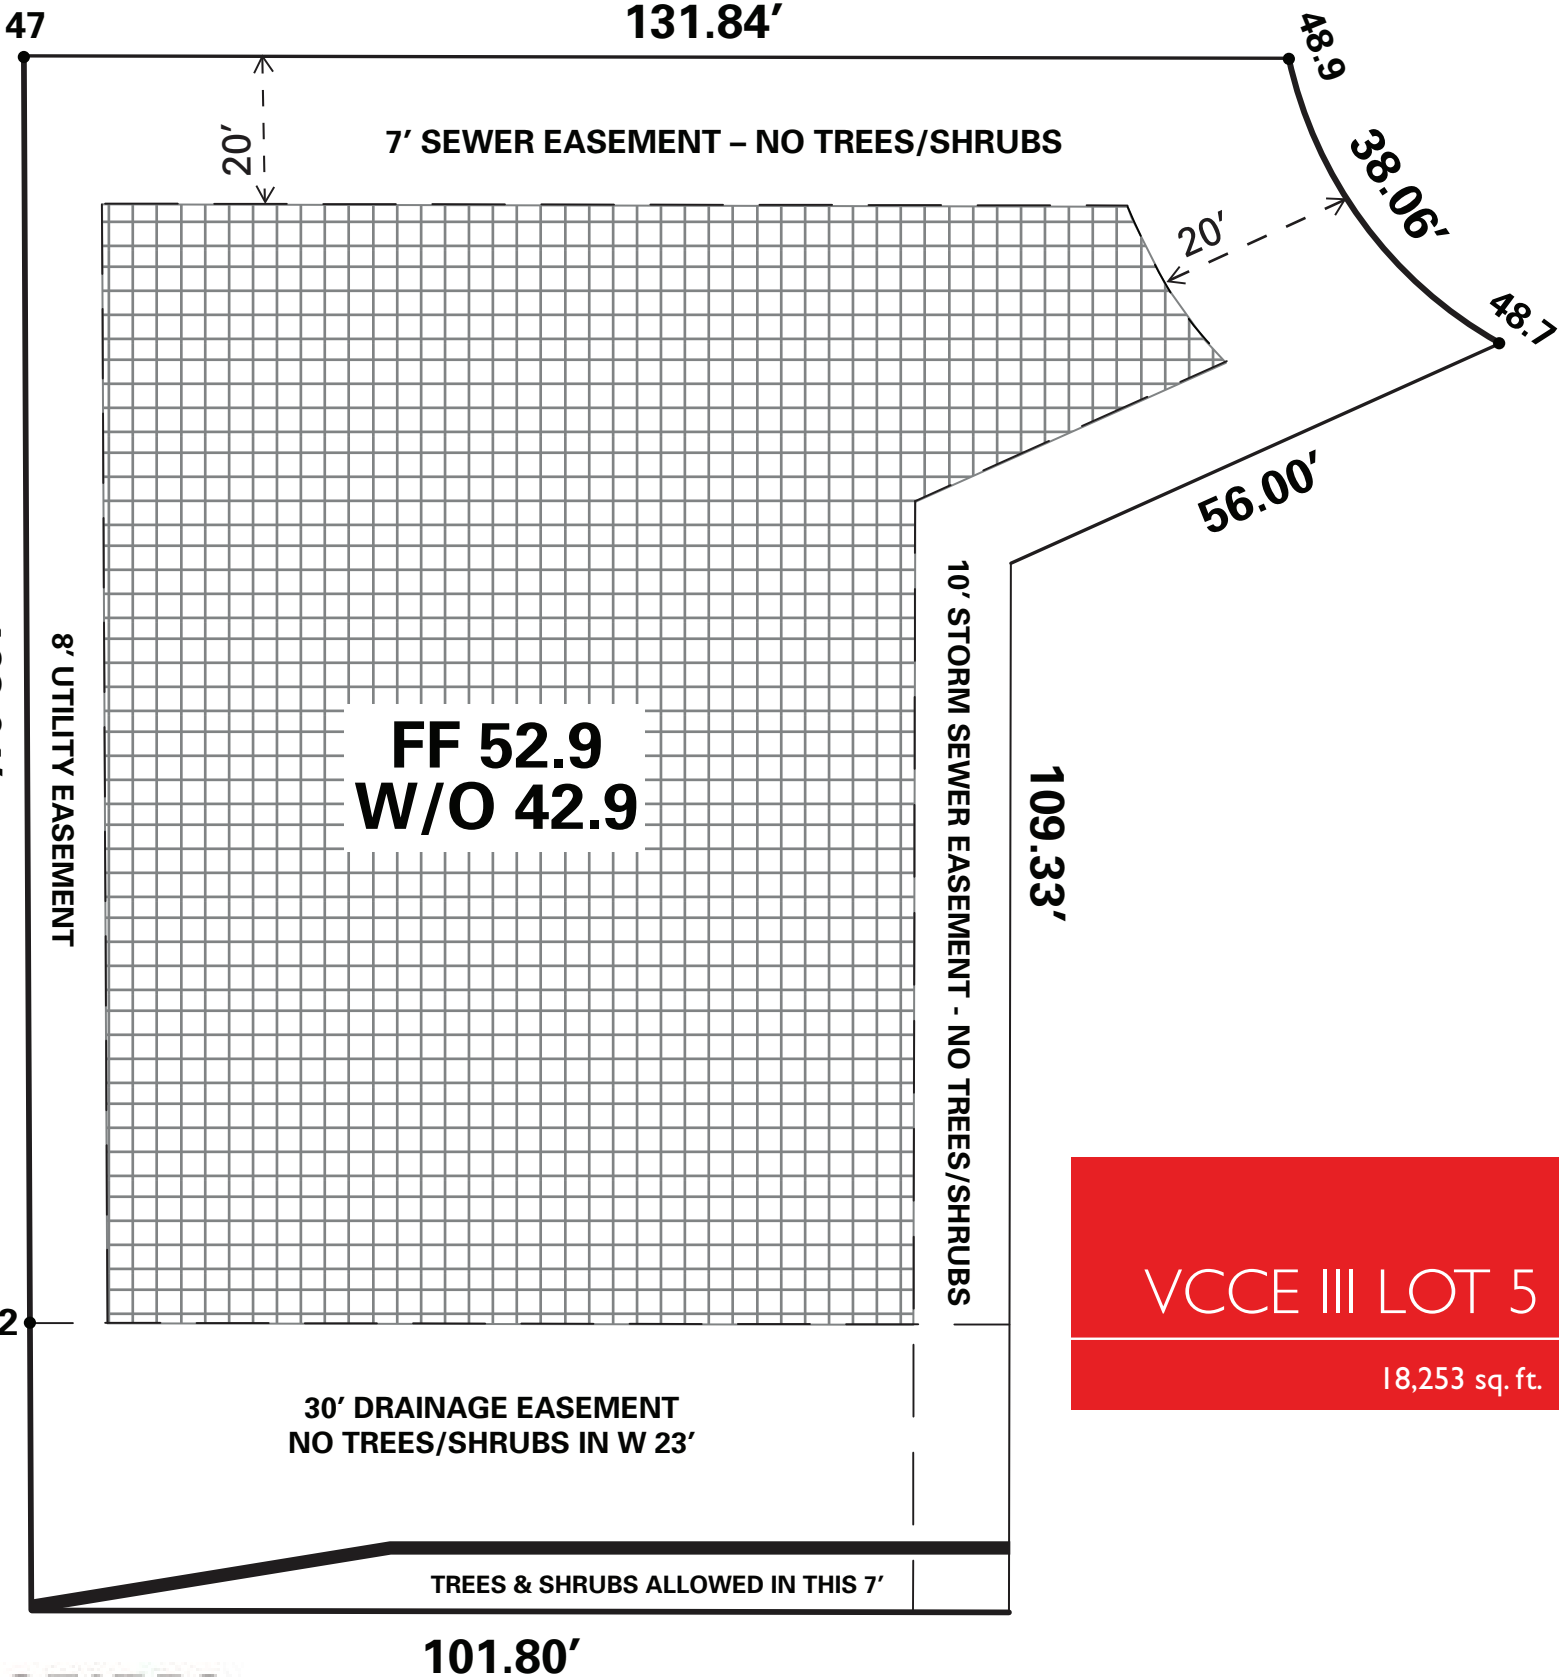 47
131.84′
48.9
20′
7′ SEWER EASEMENT – NO TREES/SHRUBS
38.06′
20′
48.7
56.00′
8′ UTILITY EASEMENT
10′ STORM SEWER EASEMENT - NO TREES/SHRUBS
FF 52.9
W/O 42.9
109.33′
VCCE III LOT 5
18,253 sq. ft.
30′ DRAINAGE EASEMENT
NO TREES/SHRUBS IN W 23′
TREES & SHRUBS ALLOWED IN THIS 7′
101.80′